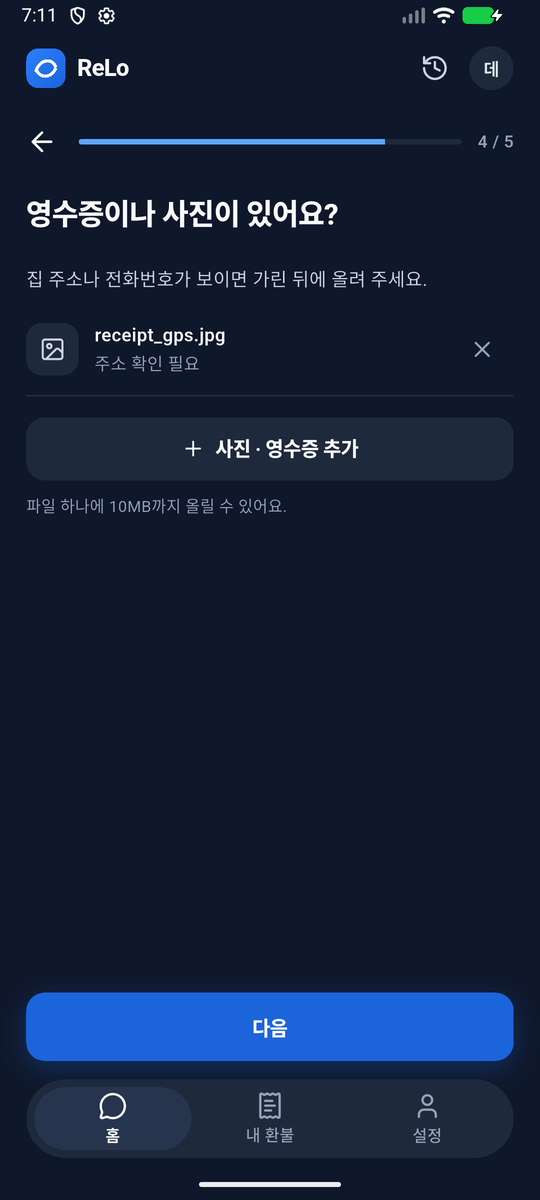 7:11
ReLo
데
4 / 5
영수증이나 사진이 있어요?
집 주소나 전화번호가 보이면 가린 뒤에 올려 주세요.
receipt_gps.jpg
주소 확인 필요
+ 사진 · 영수증 추가
파일 하나에 10MB까지 올릴 수 있어요.
다음
홈
내 환불
설정